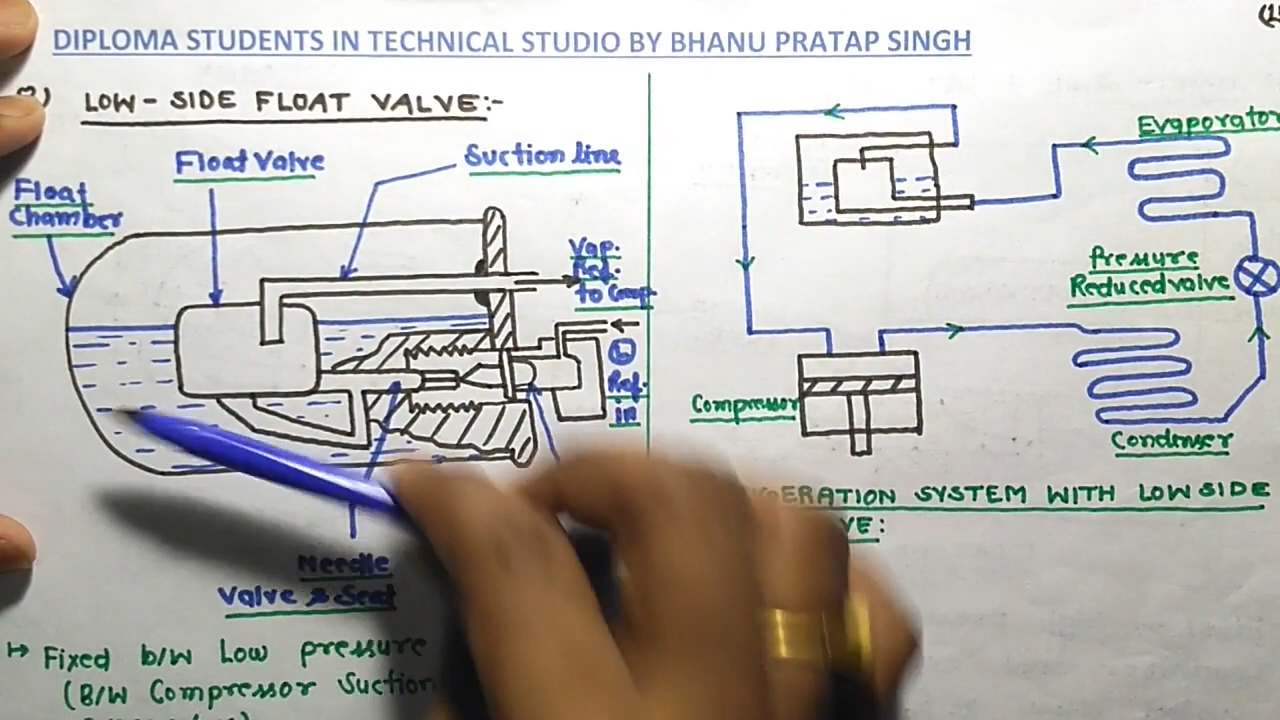 DIPLOMA STUDENTS IN TECHNICAL STUDIO BY BHANU PRATAP SINGH
LOW-SIDE FLOAT VALVE:-
Float Valve
Suction line
Float
Chamber
Vap.
Ref.
to Comp.
Ref.
in
Needle
Valve & Seat
↦ Fixed b/w Low pressure
(B/W Compressor Suction
Evaporator
Pressure
Reducedvalve
Compressor
Condenser
ERATION SYSTEM WITH LOW SIDE
VE: